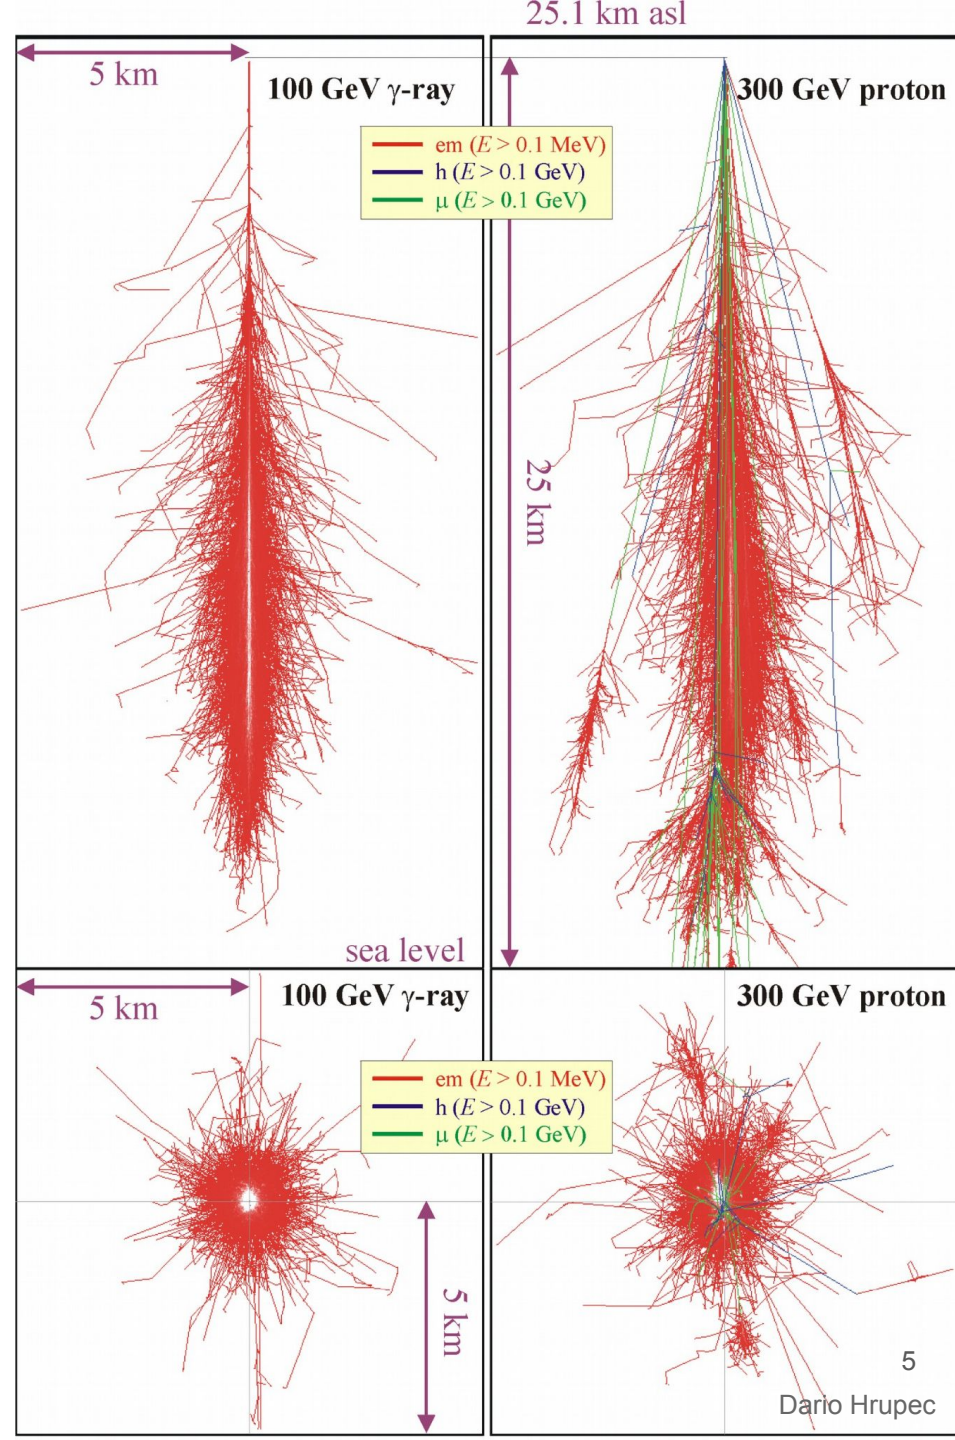 25.1 km asl
5 km
100 GeV γ-ray
300 GeV proton
em (E > 0.1 MeV)
h (E > 0.1 GeV)
μ (E > 0.1 GeV)
25 km
sea level
5 km
100 GeV γ-ray
300 GeV proton
em (E > 0.1 MeV)
h (E > 0.1 GeV)
μ (E > 0.1 GeV)
5 km
5
Dario Hrupec